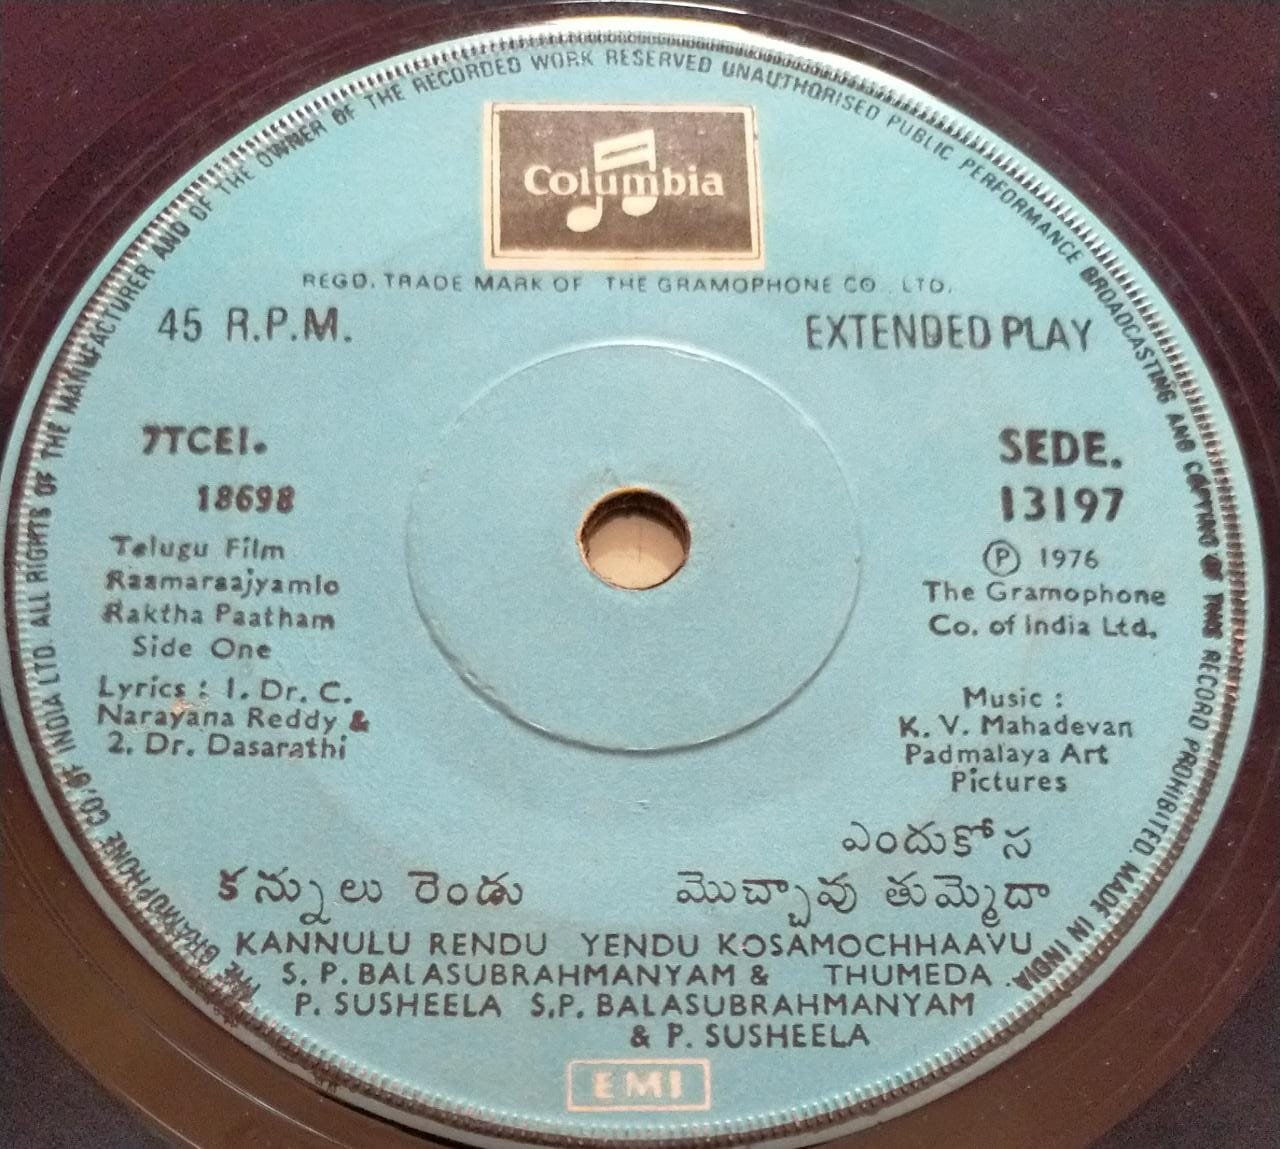 THE GRAMOPHONE CO. OF INDIA LTD. ALL RIGHTS OF THE MANUFACTURER AND OF THE OWNER OF THE RECORDED WORK RESERVED UNAUTHORISED PUBLIC PERFORMANCE BROADCASTING AND COPYING OF THIS RECORD PROHIBITED. MADE IN INDIA
Columbia
REGD. TRADE MARK OF THE GRAMOPHONE CO. LTD.
45 R.P.M. EXTENDED PLAY
7TCEI. SEDE.
18698 13197
Telugu Film
Raamaraajyamlo
Raktha Paatham
Side One
Lyrics : 1. Dr. C.
Narayana Reddy &
2. Dr. Dasarathi
Ⓟ 1976
The Gramophone
Co. of India Ltd.
Music :
K. V. Mahadevan
Padmalaya Art
Pictures
ఎందుకోస
కన్నులు రెండు మొచ్చావు తుమ్మెదా
KANNULU RENDU YENDU KOSAMOCHHAAVU
S. P. BALASUBRAHMANYAM & THUMEDA .
P. SUSHEELA S.P. BALASUBRAHMANYAM
& P. SUSHEELA
EMI